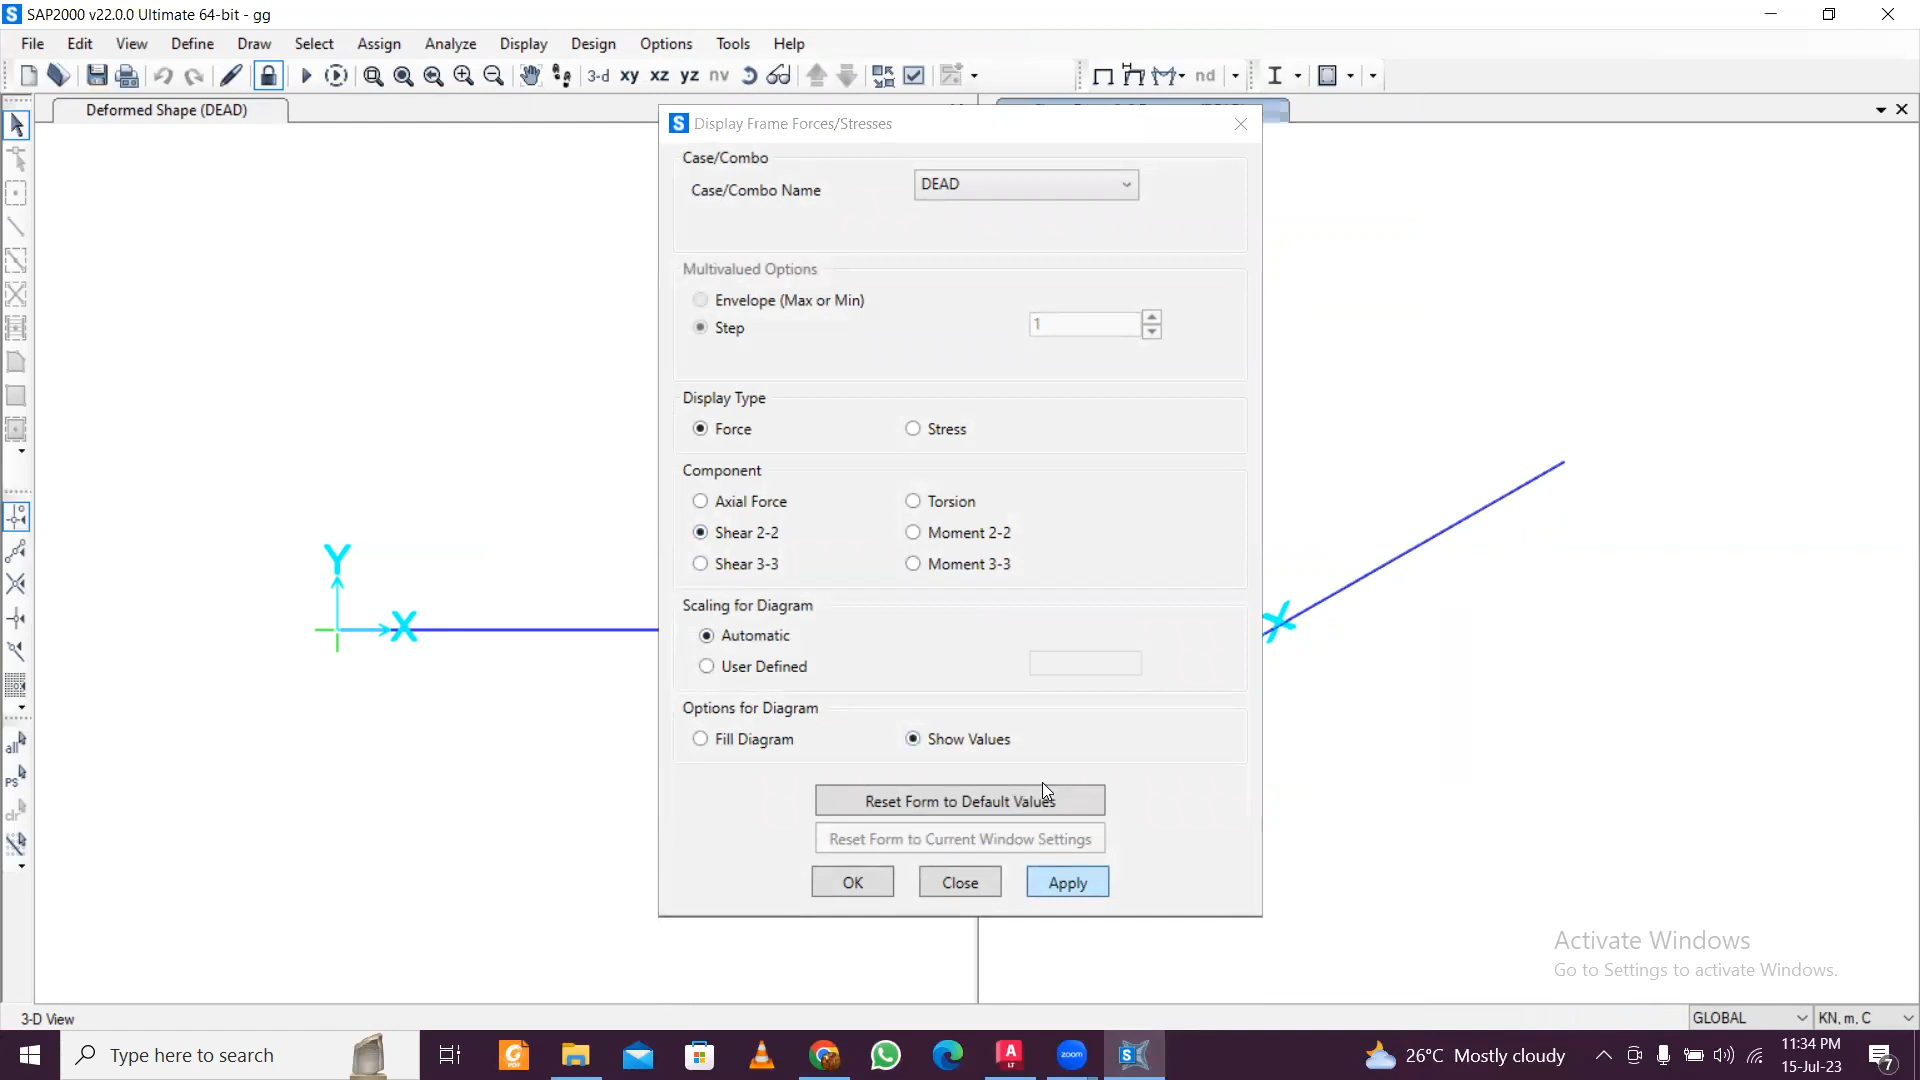 SAP2000 v22.0.0 Ultimate 64-bit - gg
File Edit View Define Draw Select Assign Analyze Display Design Options Tools Help
3-d xy xz yz nv nd
Deformed Shape (DEAD)
Display Frame Forces/Stresses
Case/Combo
Case/Combo Name DEAD
Multivalued Options
Envelope (Max or Min)
Step 1
Display Type
Force Stress
Component
Axial Force Torsion
Shear 2-2 Moment 2-2
Shear 3-3 Moment 3-3
Scaling for Diagram
Automatic
User Defined
Options for Diagram
Fill Diagram Show Values
Reset Form to Default Values
Reset Form to Current Window Settings
OK Close Apply
Y
X
X
all
PS
dr
Activate Windows
Go to Settings to activate Windows.
3-D View GLOBAL KN, m, C
Type here to search
zoom
26°C Mostly cloudy
11:34 PM
15-Jul-23
7